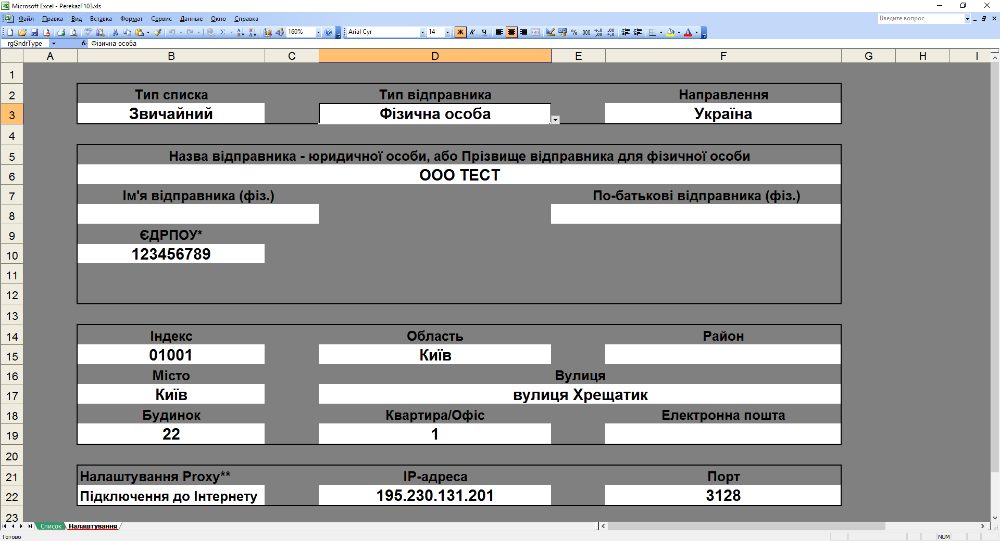 Microsoft Excel - PerekazF103.xls
Файл Правка Вид Вставка Формат Сервис Данные Окно Справка Введите вопрос
160% Arial Cyr 14 Ж К Ч % 000
rgSndrType fx Фізична особа
A B C D E F G H I
1
2 Тип списка Тип відправника Направлення
3 Звичайний Фізична особа Україна
4
5 Назва відправника - юридичної особи, або Прізвище відправника для фізичної особи
6 ООО ТЕСТ
7 Ім'я відправника (фіз.) По-батькові відправника (фіз.)
8
9 ЄДРПОУ*
10 123456789
11
12
13
14 Індекс Область Район
15 01001 Київ
16 Місто Вулиця
17 Київ вулиця Хрещатик
18 Будинок Квартира/Офіс Електронна пошта
19 22 1
20
21 Налаштування Proxy** IP-адреса Порт
22 Підключення до Інтернету 195.230.131.201 3128
23
Список Налаштування
Готово NUM